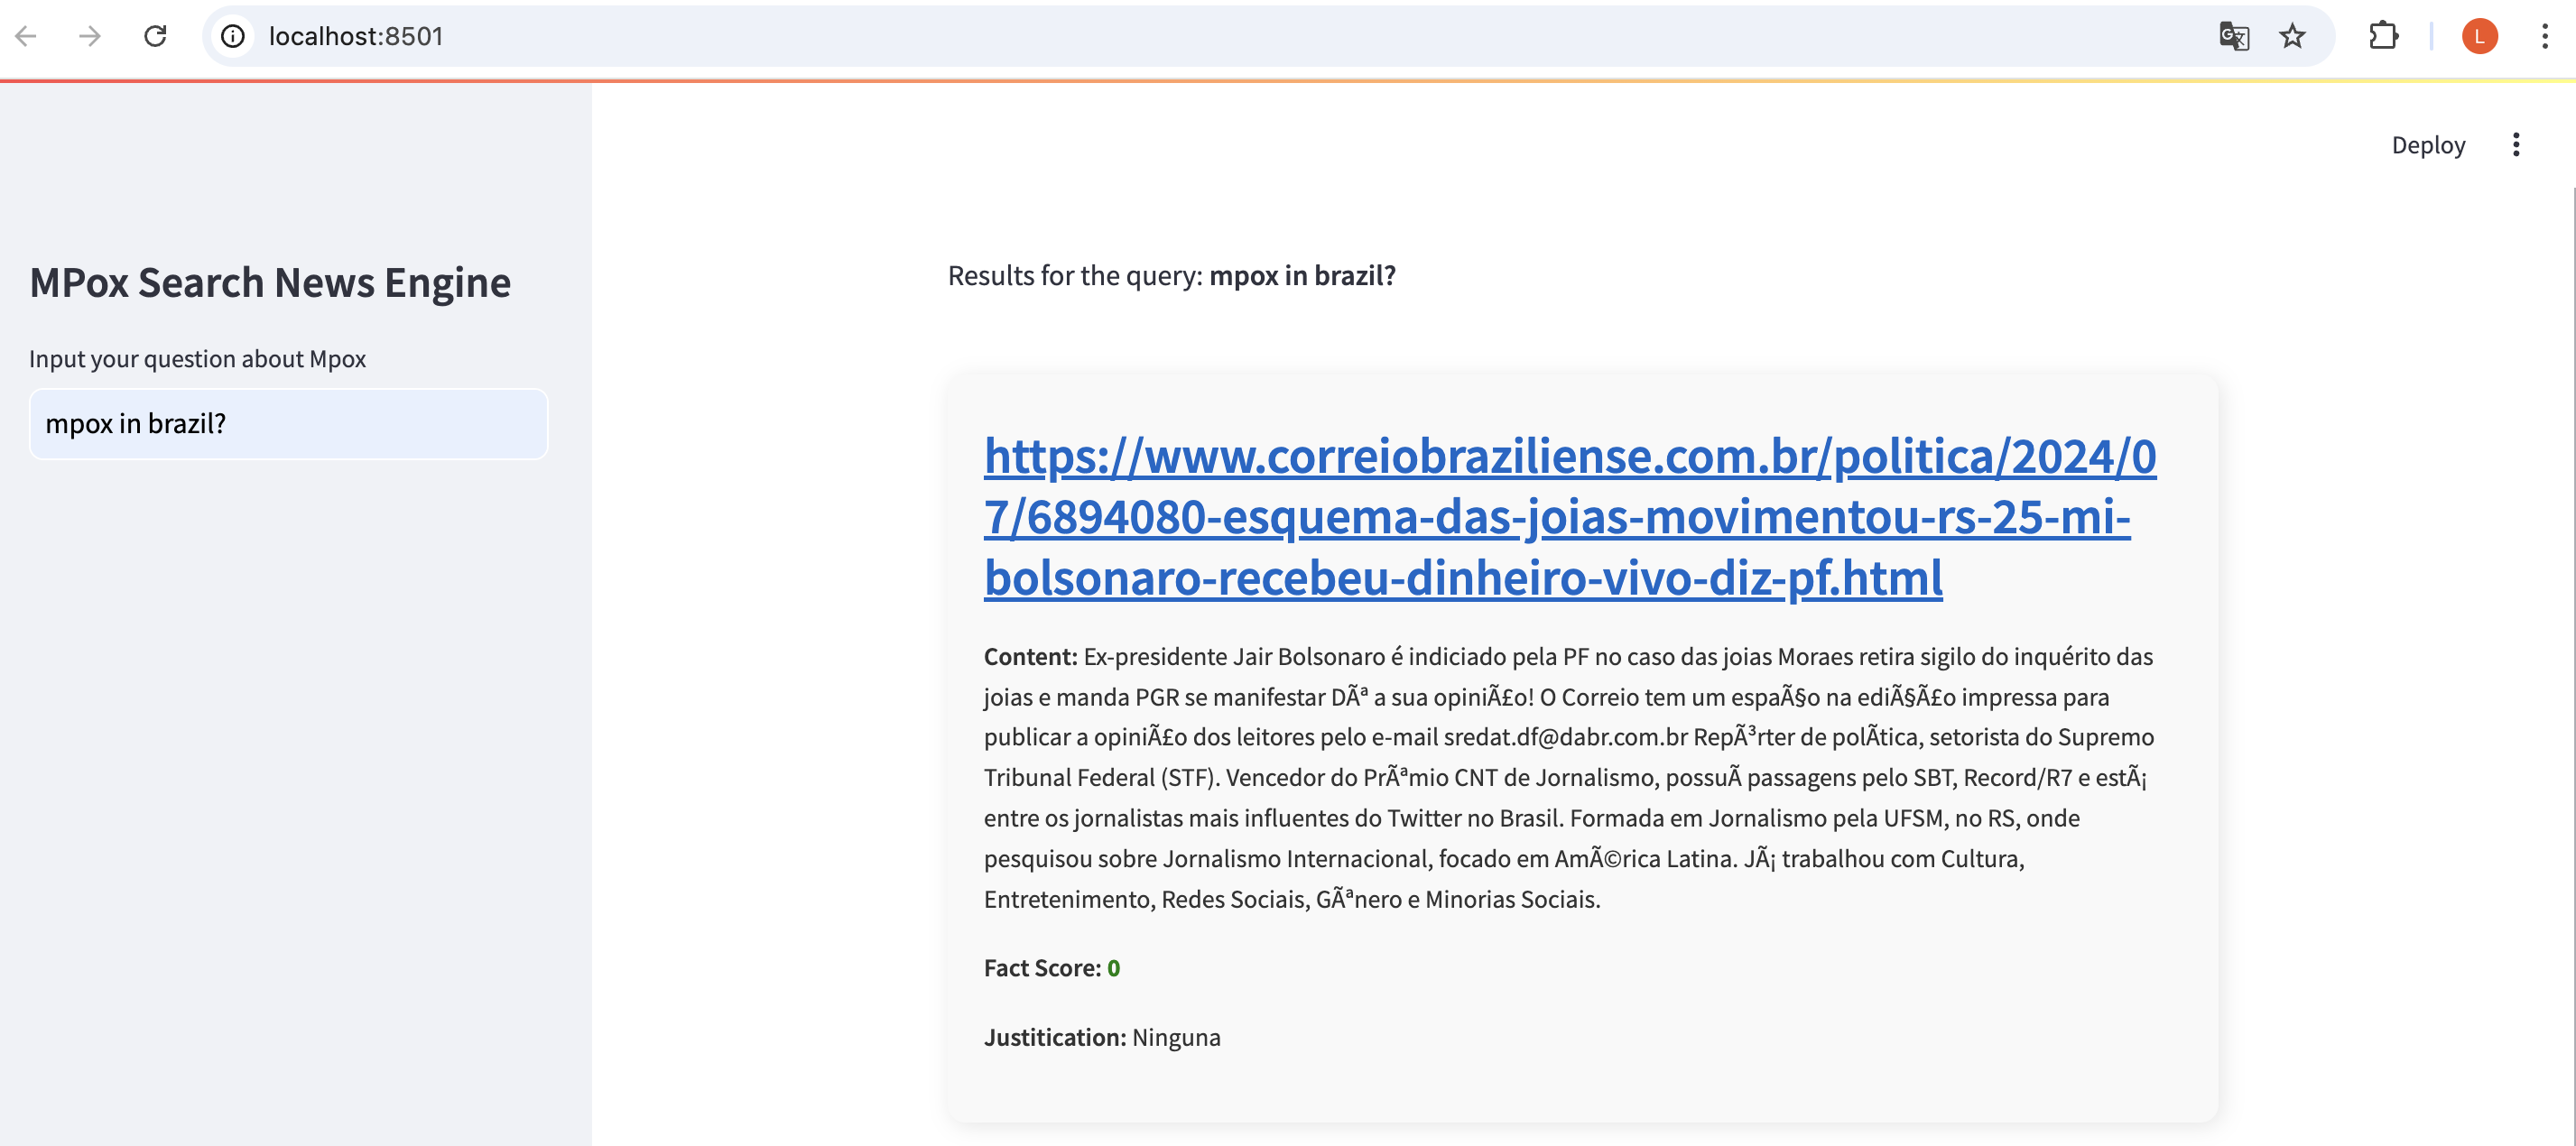 localhost:8501
L
Deploy
MPox Search News Engine
Input your question about Mpox
mpox in brazil?
Results for the query: mpox in brazil?
https://www.correiobraziliense.com.br/politica/2024/0
7/6894080-esquema-das-joias-movimentou-rs-25-mi-
bolsonaro-recebeu-dinheiro-vivo-diz-pf.html
Content: Ex-presidente Jair Bolsonaro é indiciado pela PF no caso das joias Moraes retira sigilo do inquérito das
joias e manda PGR se manifestar DÃª a sua opiniÃ£o! O Correio tem um espaÃ§o na ediÃ§Ã£o impressa para
publicar a opiniÃ£o dos leitores pelo e-mail sredat.df@dabr.com.br RepÃ³rter de polÃtica, setorista do Supremo
Tribunal Federal (STF). Vencedor do PrÃªmio CNT de Jornalismo, possuÃ passagens pelo SBT, Record/R7 e estÃ¡
entre os jornalistas mais influentes do Twitter no Brasil. Formada em Jornalismo pela UFSM, no RS, onde
pesquisou sobre Jornalismo Internacional, focado em AmÃ©rica Latina. JÃ¡ trabalhou com Cultura,
Entretenimento, Redes Sociais, GÃªnero e Minorias Sociais.
Fact Score: 0
Justitication: Ninguna